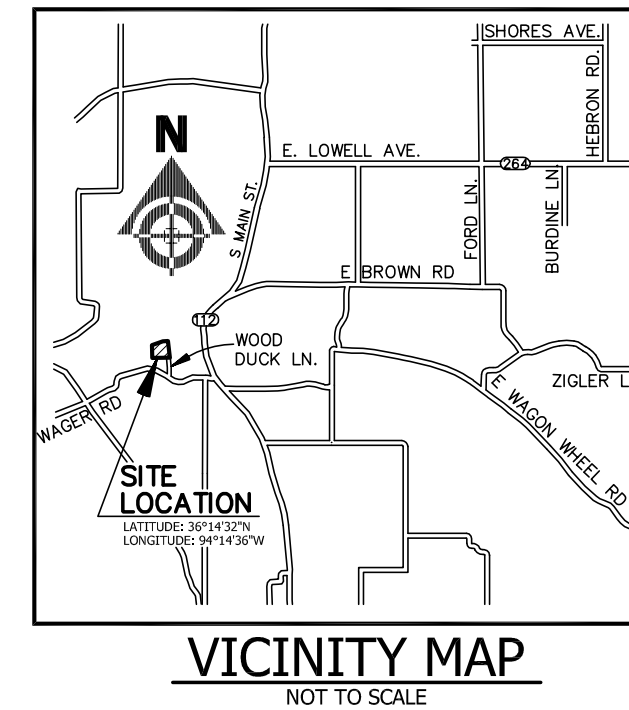 SHORES AVE.
HEBRON RD.
N
E. LOWELL AVE.
264
S MAIN ST.
FORD LN.
BURDINE LN.
E BROWN RD
112
WOOD
DUCK LN.
ZIGLER L
WAGER RD
E WAGON WHEEL RD
SITE
LOCATION
LATITUDE: 36°14'32"N
LONGITUDE: 94°14'36"W
VICINITY MAP
NOT TO SCALE